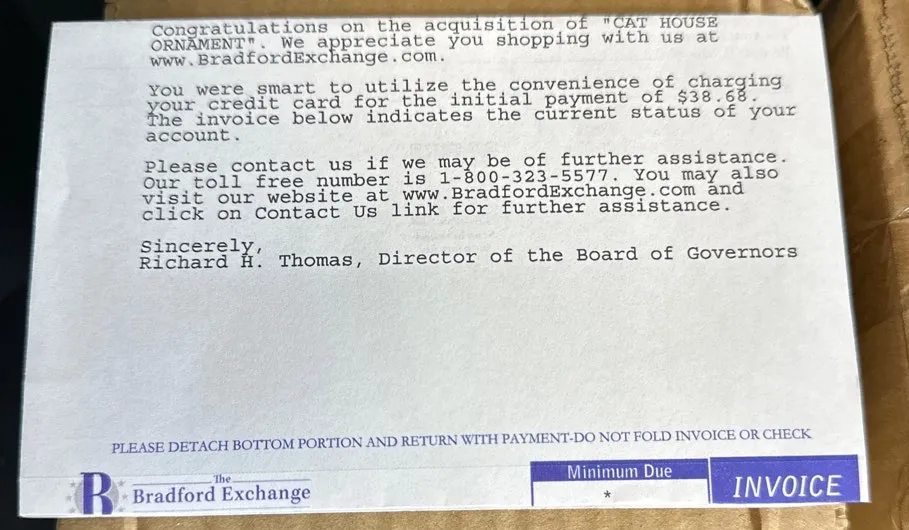 Congratulations on the acquisition of "CAT HOUSE
ORNAMENT". We appreciate you shopping with us at
www.BradfordExchange.com.
You were smart to utilize the convenience of charging
your credit card for the initial payment of $38.68.
The invoice below indicates the current status of your
account.
Please contact us if we may be of further assistance.
Our toll free number is 1-800-323-5577. You may also
visit our website at www.BradfordExchange.com and
click on Contact Us link for further assistance.
Sincerely,
Richard H. Thomas, Director of the Board of Governors
PLEASE DETACH BOTTOM PORTION AND RETURN WITH PAYMENT-DO NOT FOLD INVOICE OR CHECK
B
The
Bradford Exchange
Minimum Due
*
INVOICE